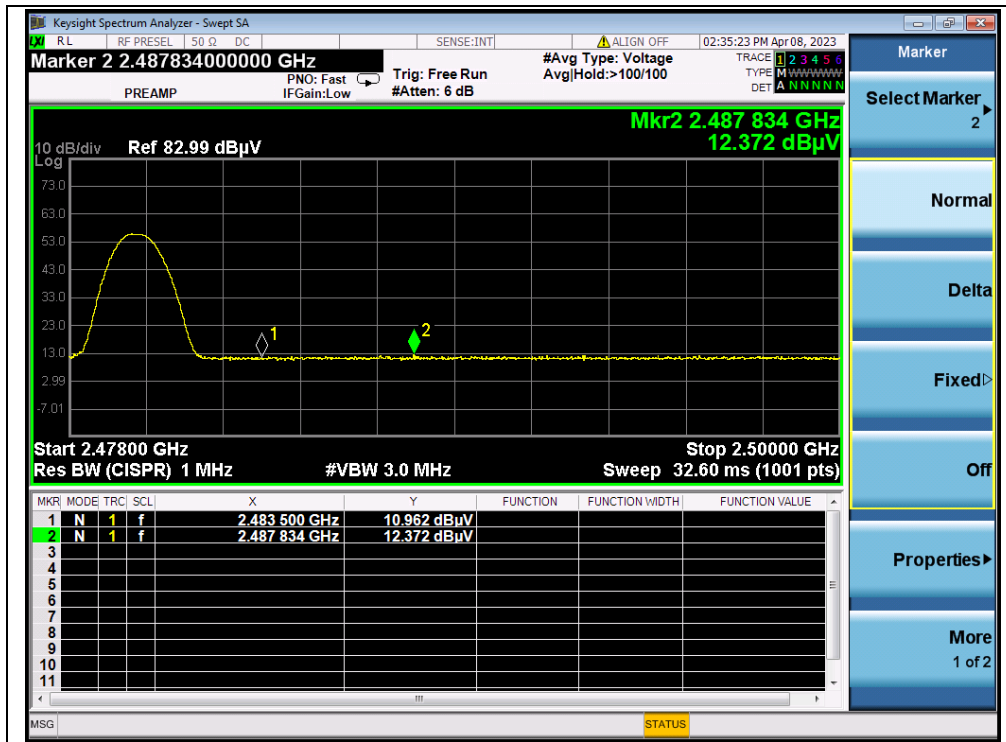 Keysight Spectrum Analyzer - Swept SA
LXI RL RF PRESEL 50 Ω DC SENSE:INT ALIGN OFF 02:35:23 PM Apr 08, 2023
Marker 2 2.487834000000 GHz
#Avg Type: Voltage
TRACE 1 2 3 4 5 6
PNO: Fast
Trig: Free Run
Avg|Hold:>100/100
TYPE M W W W W W
PREAMP
IFGain:Low
#Atten: 6 dB
DET A N N N N N
Mkr2 2.487 834 GHz
12.372 dBµV
10 dB/div Ref 82.99 dBµV
Log
73.0
63.0
53.0
43.0
33.0
23.0
13.0
2.99
-7.01
1
2
Start 2.47800 GHz
Stop 2.50000 GHz
Res BW (CISPR) 1 MHz #VBW 3.0 MHz Sweep 32.60 ms (1001 pts)
MKR MODE TRC SCL X Y FUNCTION FUNCTION WIDTH FUNCTION VALUE
1 N 1 f 2.483 500 GHz 10.962 dBµV
2 N 1 f 2.487 834 GHz 12.372 dBµV
3
4
5
6
7
8
9
10
11
MSG
STATUS
Marker
Select Marker
2
Normal
Delta
Fixed
Off
Properties
More
1 of 2